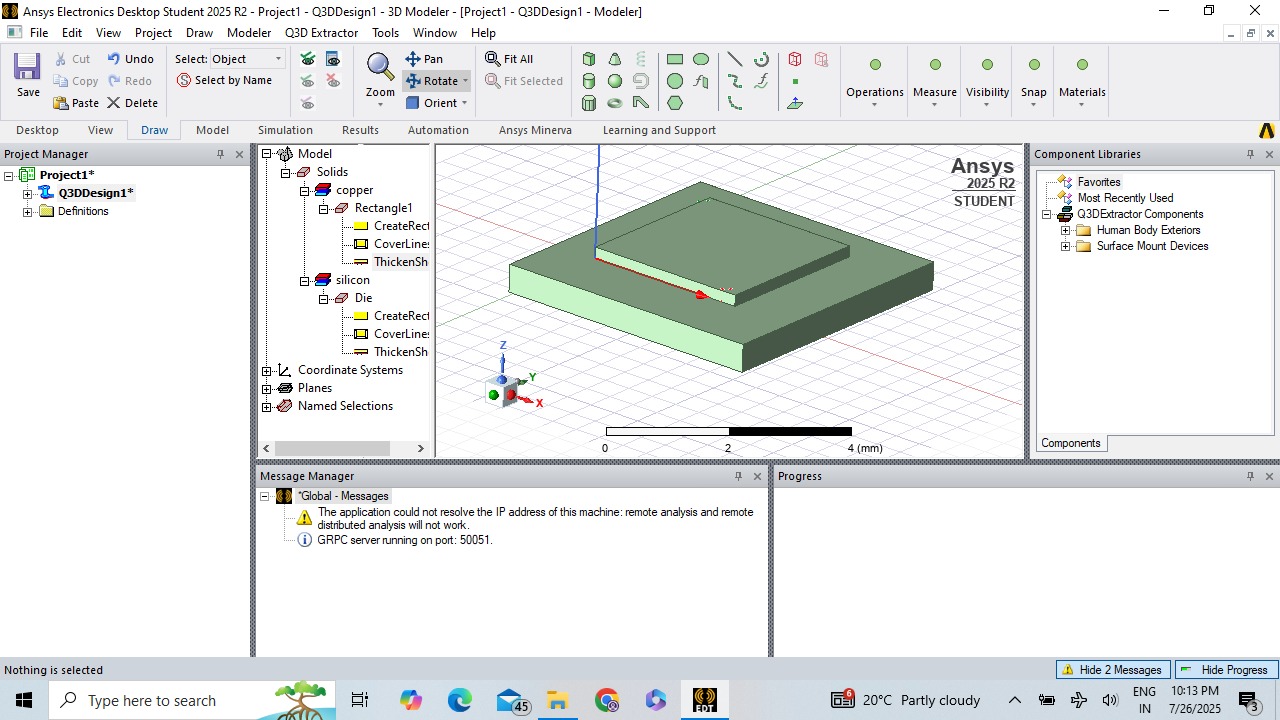 Ansys Electronics Desktop Student 2025 R2 - Project1 - Q3DDesign1 - 3D Modeler - [Project1 - Q3DDesign1 - Modeler]
File Edit View Project Draw Modeler Q3D Extractor Tools Window Help
Save
Cut
Copy
Paste
Undo
Redo
Delete
Select: Object
Select by Name
Zoom
Pan
Rotate
Orient
Fit All
Fit Selected
Operations
Measure
Visibility
Snap
Materials
Desktop View Draw Model Simulation Results Automation Ansys Minerva Learning and Support
Project Manager
Project1*
Q3DDesign1*
Definitions
Model
Solids
copper
Rectangle1
CreateRect
CoverLines
ThickenSh
silicon
Die
CreateRect
CoverLines
ThickenSh
Coordinate Systems
Planes
Named Selections
Ansys
2025 R2
STUDENT
Z
Y
X
0 2 4 (mm)
Component Libraries
Favorites
Most Recently Used
Q3DExtractor Components
Human Body Exteriors
Surface Mount Devices
Components
Message Manager
*Global - Messages
The application could not resolve the IP address of this machine: remote analysis and remote
distributed analysis will not work.
GRPC server running on port: 50051.
Progress
Nothing is selected
Hide 2 Messages
Hide Progress
Type here to search
45
EDT
6
20°C Partly cloudy
ENG
IN
10:13 PM
7/26/2025
3